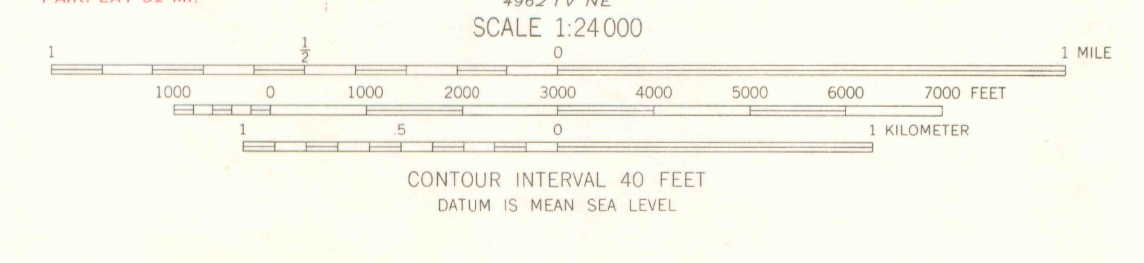 SCALE 1:24 000
1 1/2 0 1 MILE
1000 0 1000 2000 3000 4000 5000 6000 7000 FEET
1 .5 0 1 KILOMETER
CONTOUR INTERVAL 40 FEET
DATUM IS MEAN SEA LEVEL